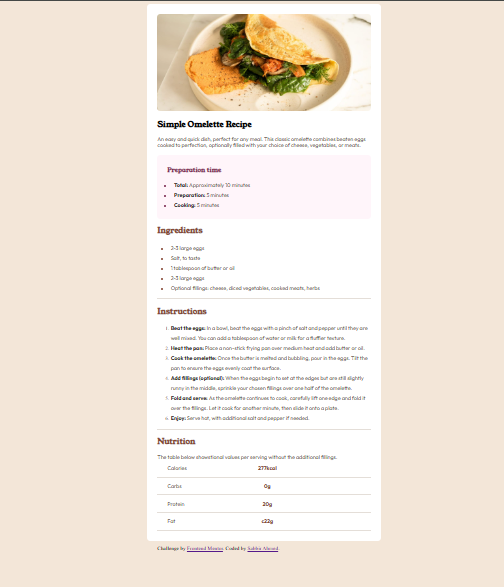 Simple Omelette Recipe
An easy and quick dish, perfect for any meal. This classic omelette combines beaten eggs
cooked to perfection, optionally filled with your choice of cheese, vegetables, or meats.
Preparation time
Total: Approximately 10 minutes
Preparation: 5 minutes
Cooking: 5 minutes
Ingredients
2-3 large eggs
Salt, to taste
1 tablespoon of butter or oil
2-3 large eggs
Optional fillings: cheese, diced vegetables, cooked meats, herbs
Instructions
1. Beat the eggs: In a bowl, beat the eggs with a pinch of salt and pepper until they are
well mixed. You can add a tablespoon of water or milk for a fluffier texture.
2. Heat the pan: Place a non-stick frying pan over medium heat and add butter or oil.
3. Cook the omelette: Once the butter is melted and bubbling, pour in the eggs. Tilt the
pan to ensure the eggs evenly coat the surface.
4. Add fillings (optional): When the eggs begin to set at the edges but are still slightly
runny in the middle, sprinkle your chosen fillings over one half of the omelette.
5. Fold and serve: As the omelette continues to cook, carefully lift one edge and fold it
over the fillings. Let it cook for another minute, then slide it onto a plate.
6. Enjoy: Serve hot, with additional salt and pepper if needed.
Nutrition
The table below shows values per serving without the additional fillings.
Calories 277kcal
Carbs 0g
Protein 20g
Fat c22g
Challenge by Frontend Mentor. Coded by